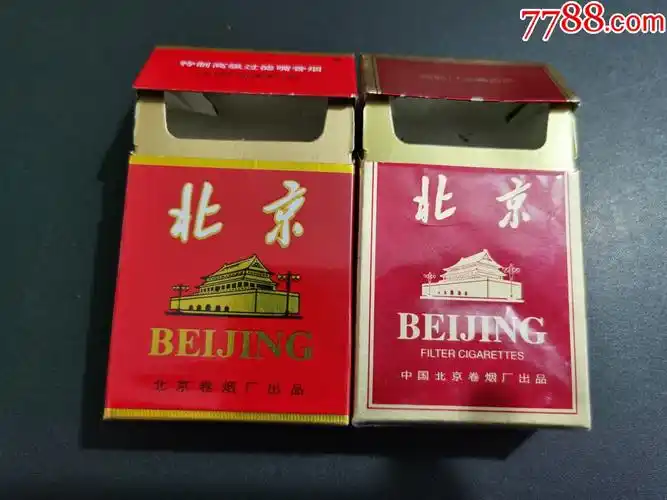 7788.com
特制高级过滤嘴香烟
北京
BEIJING
北京卷烟厂出品
北京
BEIJING
FILTER CIGARETTES
中国北京卷烟厂出品